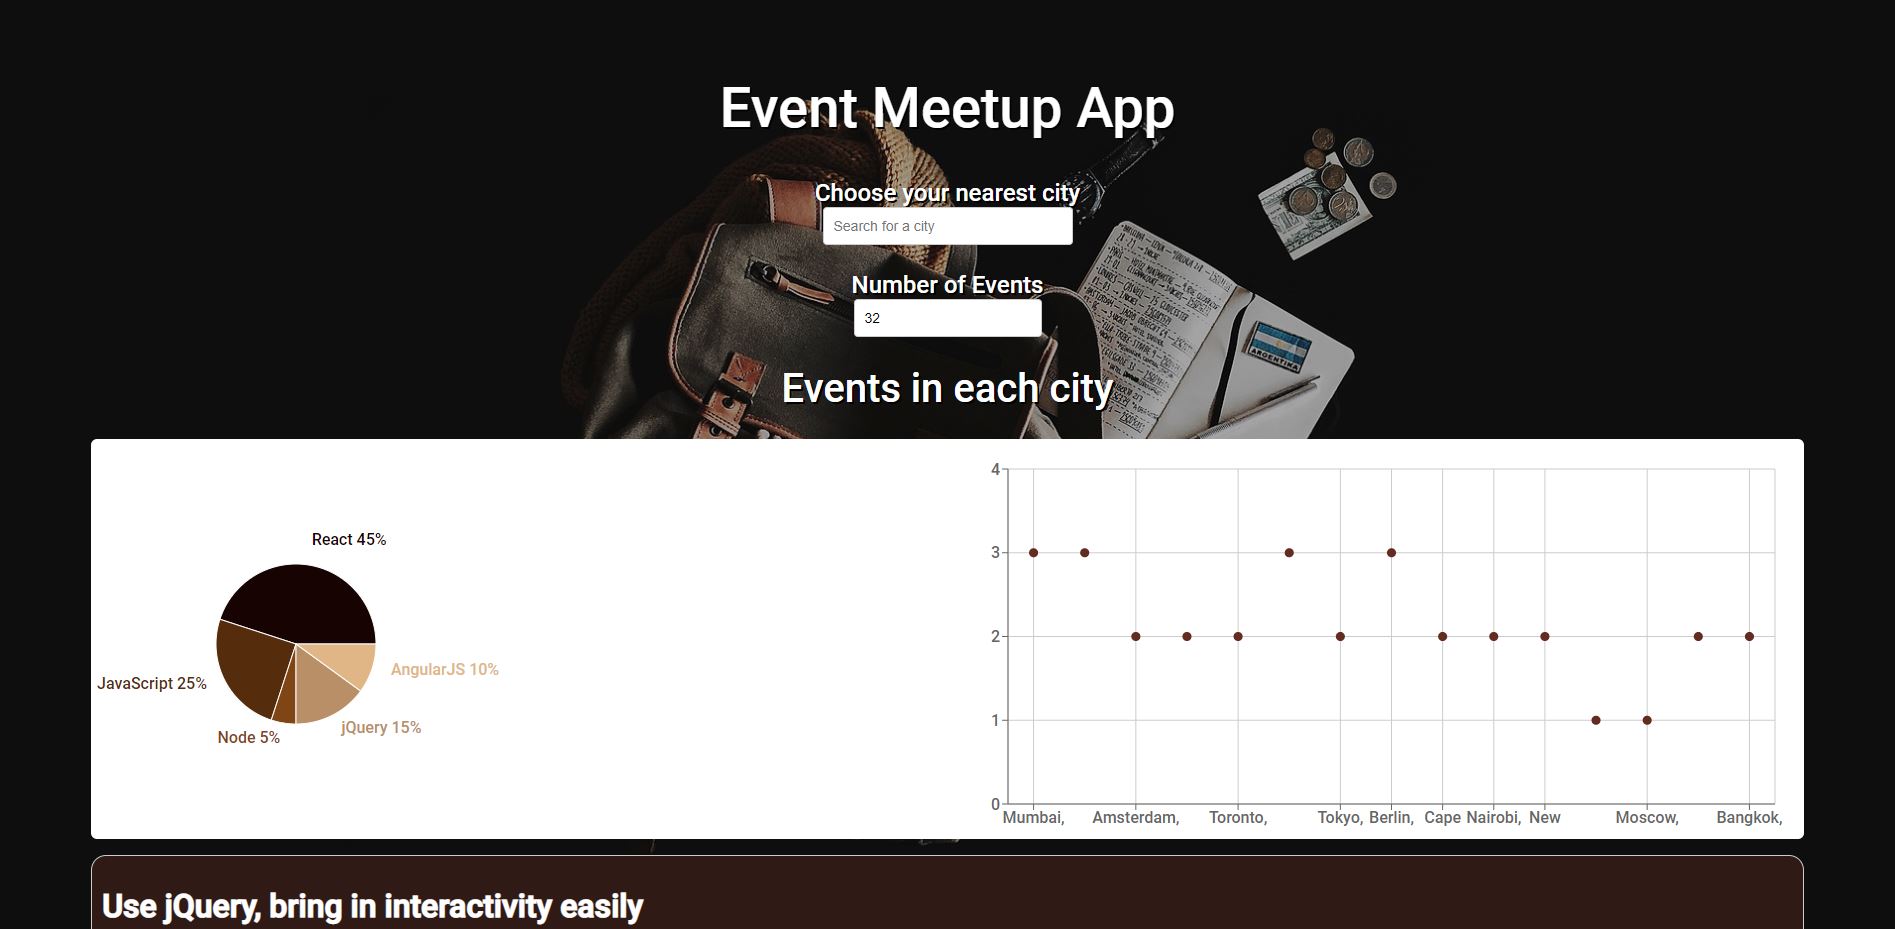 Event Meetup App
Choose your nearest city
Search for a city
Number of Events
32
ARGENTINA
Events in each city
React 45%
JavaScript 25%
AngularJS 10%
jQuery 15%
Node 5%
4
3
2
1
0
Mumbai, Amsterdam, Toronto, Tokyo, Berlin, Cape Nairobi, New Moscow, Bangkok,
Use jQuery, bring in interactivity easily